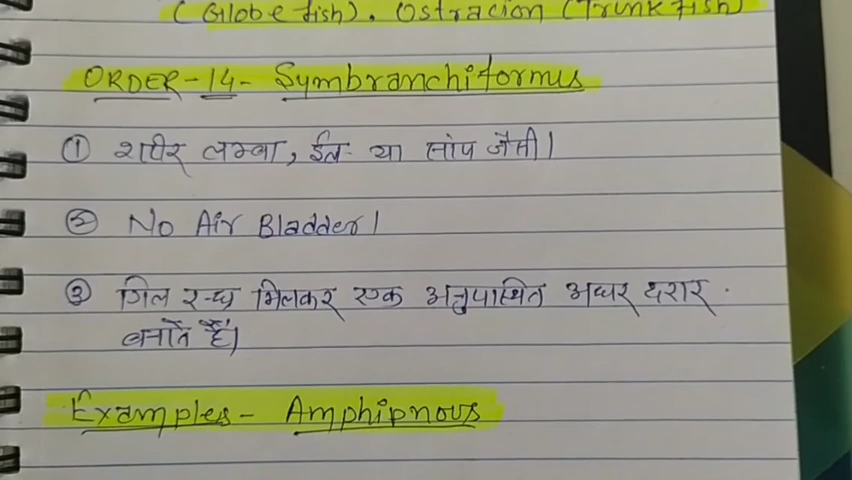 (Globe fish). Ostracion (Trunk fish)
ORDER-14- Symbranchiformis
① शरीर लम्बा, ईल या सांप जैसी।
② No Air Bladder।
③ गिल रन्ध्र मिलकर एक अनुपास्थित अधर दरार
बनाते हैं।
Examples- Amphipnous